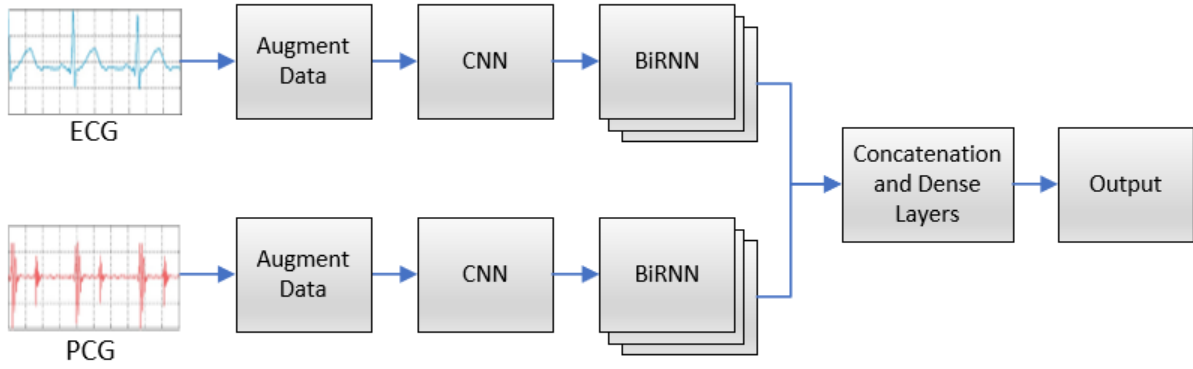 ECG
Augment
Data
CNN
BiRNN
PCG
Augment
Data
CNN
BiRNN
Concatenation
and Dense
Layers
Output